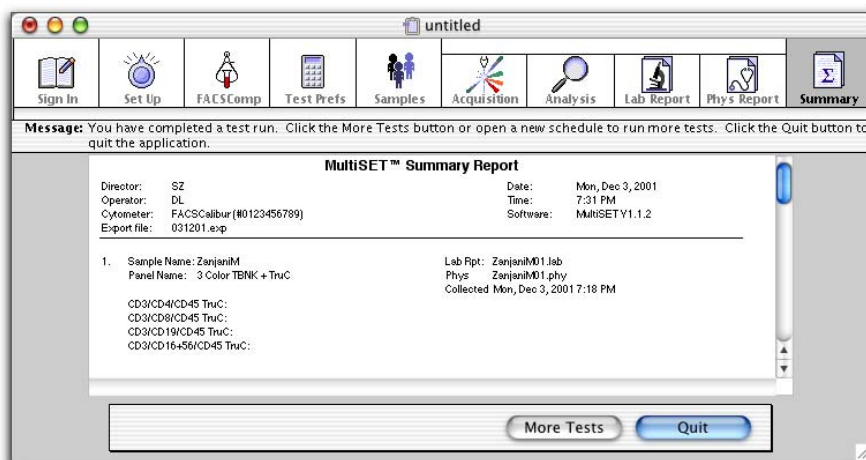 untitled
Sign In Set Up FACSComp Test Prefs Samples Acquisition Analysis Lab Report Phys Report Summary
Message: You have completed a test run. Click the More Tests button or open a new schedule to run more tests. Click the Quit button to
quit the application.
MultiSET™ Summary Report
Director: SZ Date: Mon, Dec 3, 2001
Operator: DL Time: 7:31 PM
Cytometer: FACSCalibur (#0123456789) Software: MultiSET V1.1.2
Export file: 031201.exp
1. Sample Name: ZanjaniM Lab Rpt: ZanjaniM01.lab
Panel Name: 3 Color TBNK + TruC Phys ZanjaniM01.phy
Collected Mon, Dec 3, 2001 7:18 PM
CD3/CD4/CD45 TruC:
CD3/CD8/CD45 TruC:
CD3/CD19/CD45 TruC:
CD3/CD16+56/CD45 TruC:
More Tests Quit